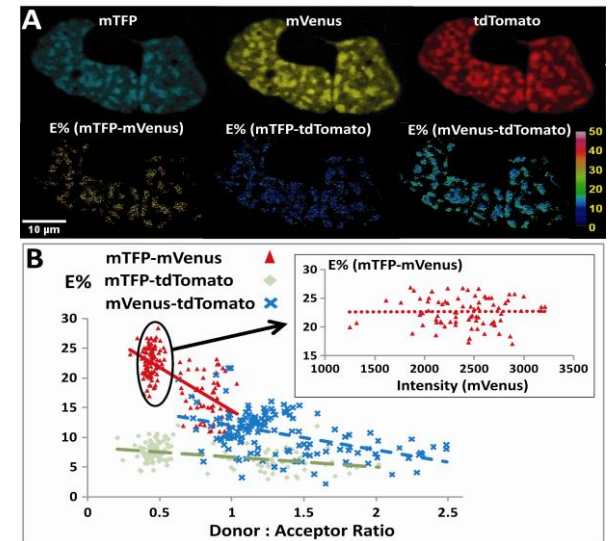 A
mTFP
mVenus
tdTomato
E% (mTFP-mVenus)
E% (mTFP-tdTomato)
E% (mVenus-tdTomato)
50
40
30
20
10
0
10 µm
B
E%
mTFP-mVenus
mTFP-tdTomato
mVenus-tdTomato
30
25
20
15
10
5
0
0
0.5
1
1.5
2
2.5
Donor : Acceptor Ratio
E% (mTFP-mVenus)
30
25
20
15
1000
1500
2000
2500
3000
3500
Intensity (mVenus)